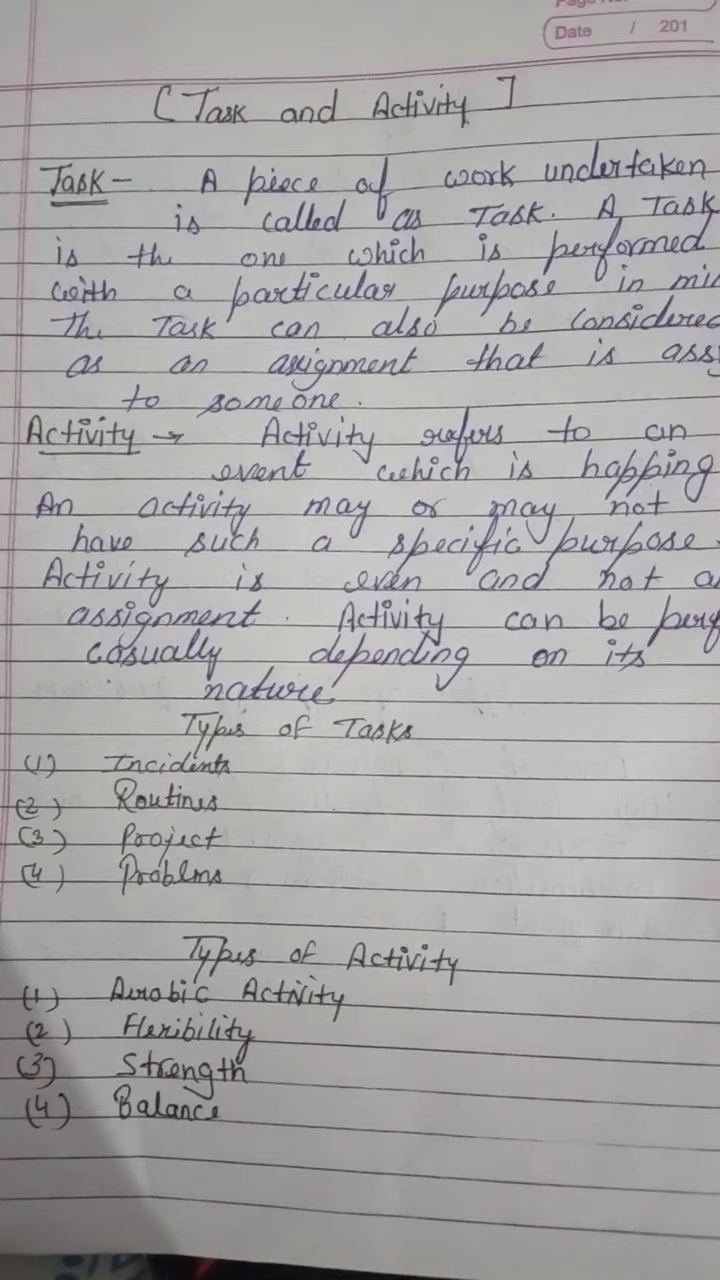 Page No.
Date / 201
[Task and Activity]
Task - A piece of work undertaken
is called as Task. A Task
is the one which is performed
with a particular purpose in
The Task can also be Considered
as an assignment that is
to someone.
Activity → Activity refers to an
event which is happing
An activity may or may not
have such a specific purpose.
Activity is even and not
assignment. Activity can be
casually depending on its
nature
Types of Tasks
(1) Incidents
(2) Routines
(3) Project
(4) Problms
Types of Activity
(1) Aerobic Activity
(2) Flexibility
(3) Strength
(4) Balance